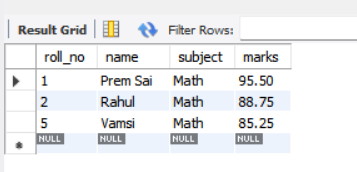 Result Grid Filter Rows:
roll_no name subject marks
1 Prem Sai Math 95.50
2 Rahul Math 88.75
5 Vamsi Math 85.25
NULL NULL NULL NULL